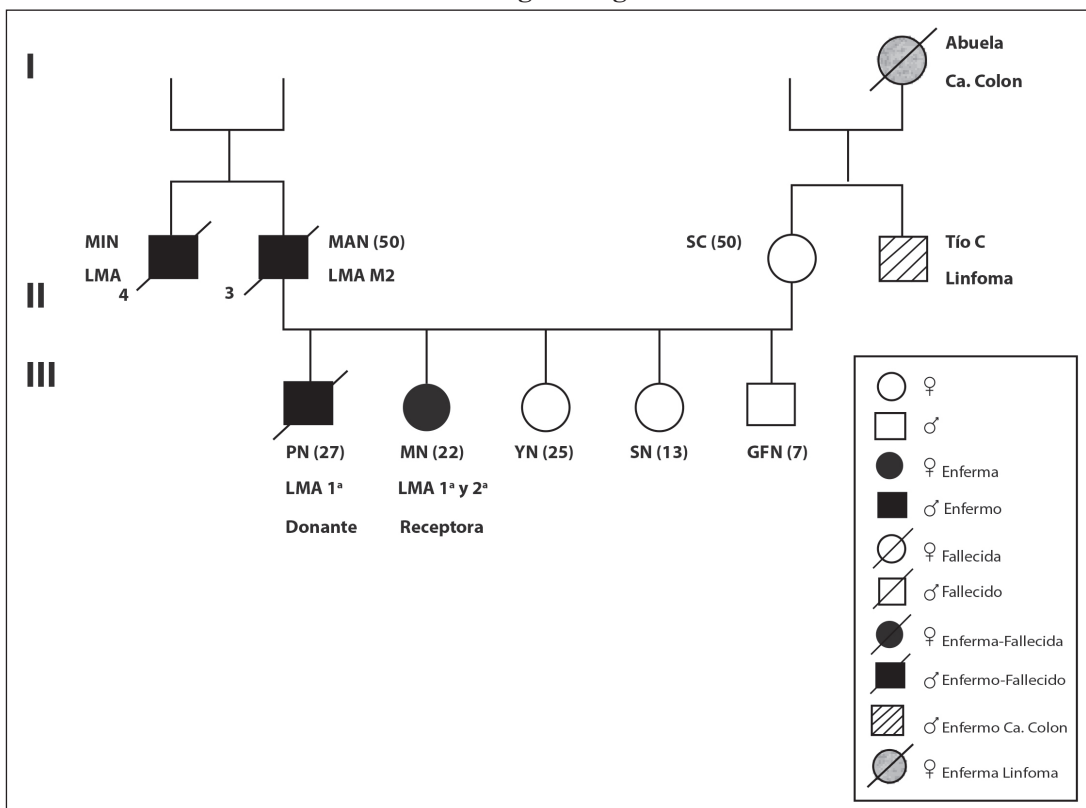 I
Abuela
Ca. Colon
II
MIN
LMA
4
3
MAN (50)
LMA M2
SC (50)
Tío C
Linfoma
III
PN (27)
LMA 1ª
Donante
MN (22)
LMA 1ª y 2ª
Receptora
YN (25)
SN (13)
GFN (7)
♀
♂
♀ Enferma
♂ Enfermo
♀ Fallecida
♂ Fallecido
♀ Enferma-Fallecida
♂ Enfermo-Fallecido
♂ Enfermo Ca. Colon
♀ Enferma Linfoma